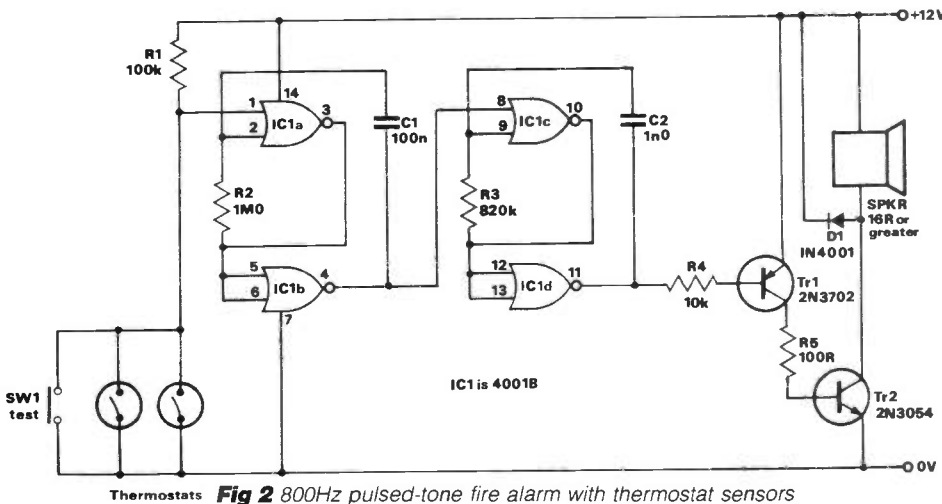 +12V
R1
100k
1
14
2
IC1a
3
C1
100n
R2
1M0
5
6
IC1b
4
7
8
9
IC1c
10
C2
1n0
R3
820k
12
13
IC1d
11
R4
10k
SPKR
16R or
greater
D1
IN4001
Tr1
2N3702
R5
100R
Tr2
2N3054
IC1 is 4001B
SW1
test
0V
Thermostats
Fig 2 800Hz pulsed-tone fire alarm with thermostat sensors